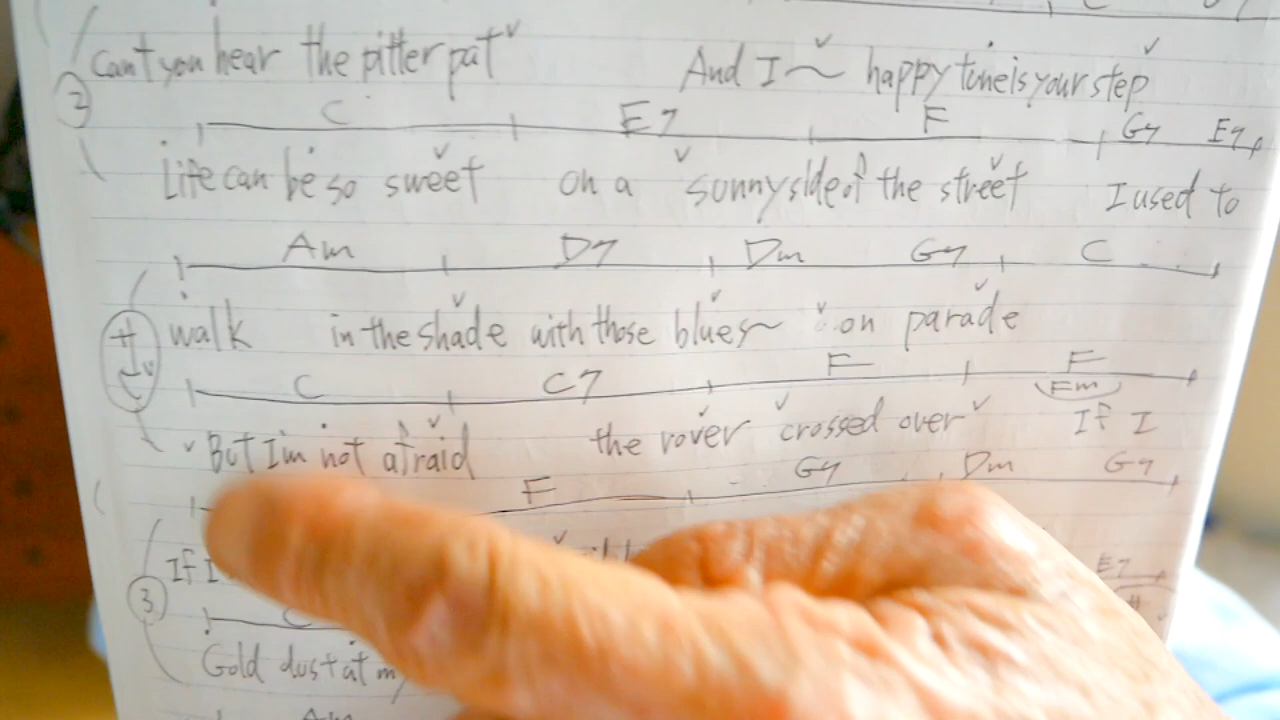 Can't you hear the pitter pat And I ~ happy tune is your step
②
C E7 F G7 E7
Life can be so sweet on a sunny side of the street I used to
Am D7 Dm G7 C
walk in the shade with those blues~ on parade
C C7 F F
(Fm)
But I'm not afraid the rover crossed over If I
F G7 Dm G7
If I
③
E7
C
Gold dust at my
Am